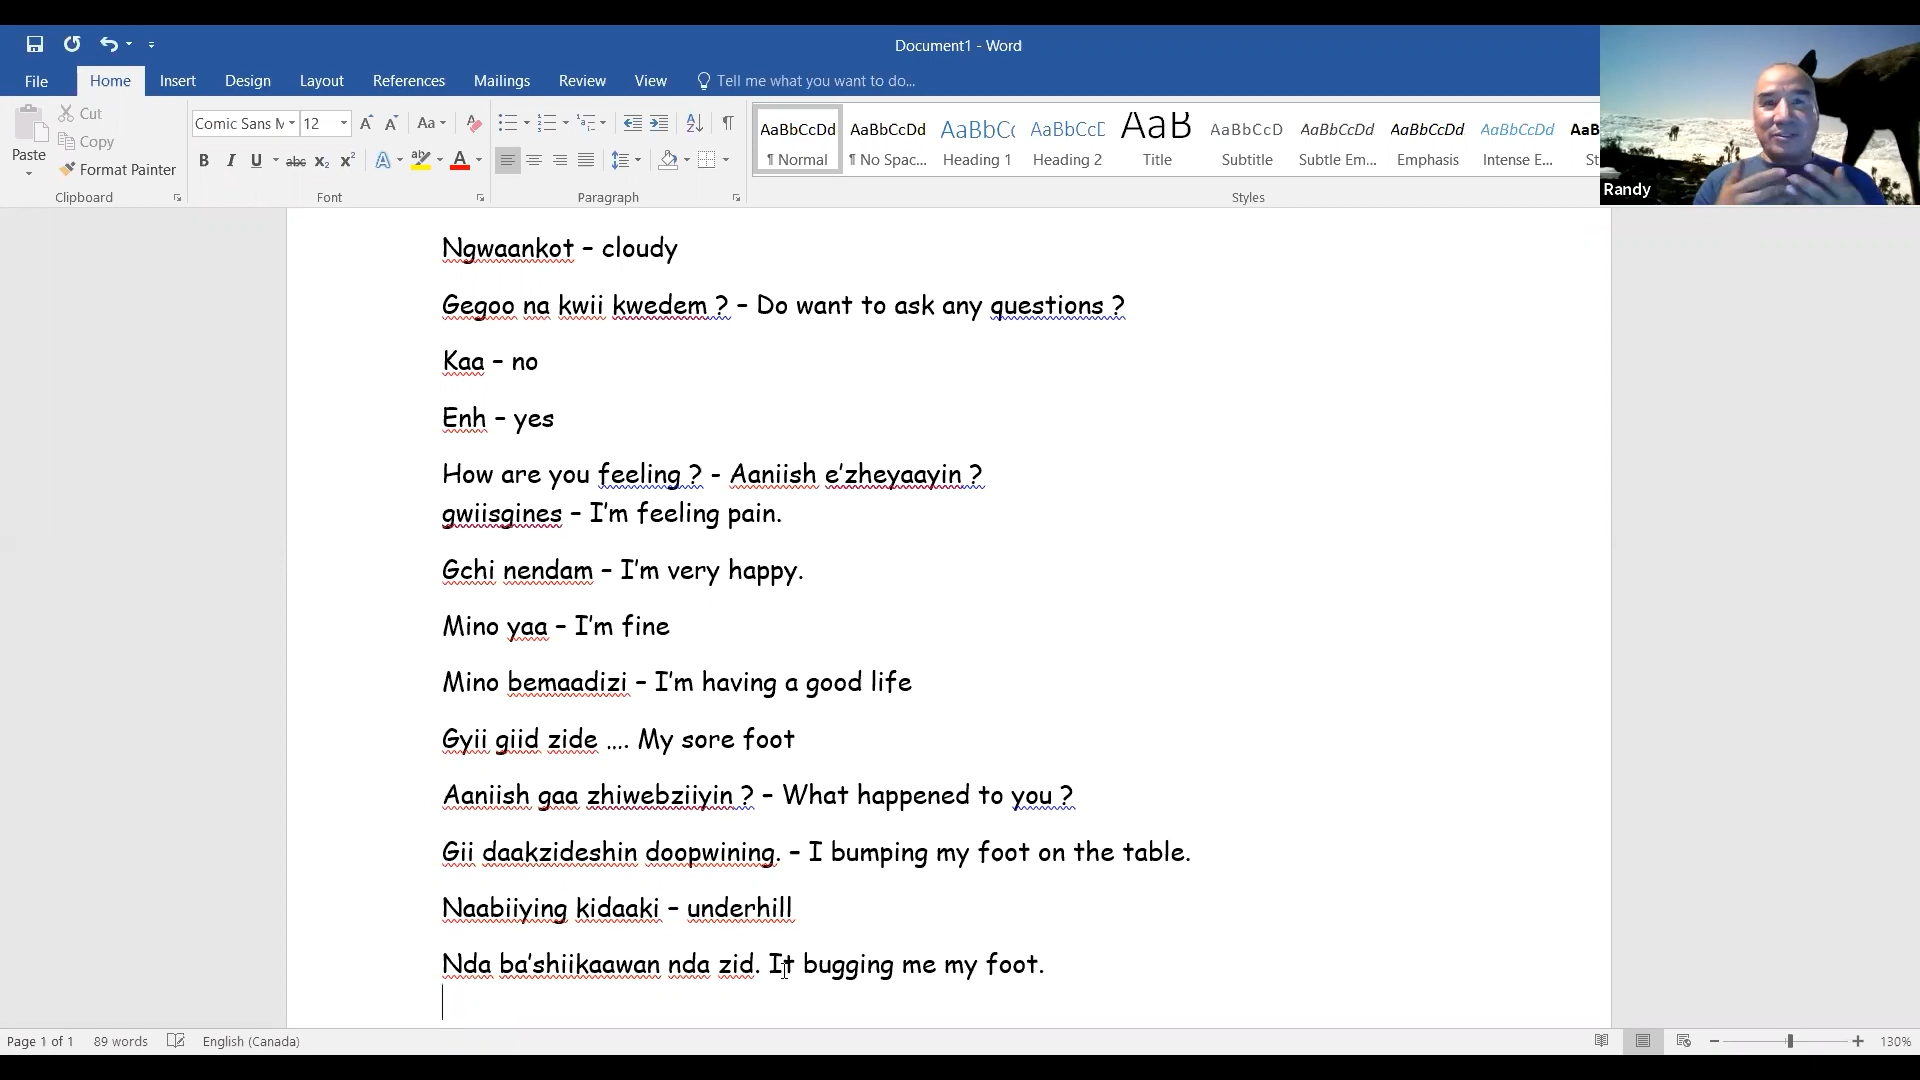 Document1 - Word
File
Home
Insert
Design
Layout
References
Mailings
Review
View
Tell me what you want to do...
Paste
Cut
Copy
Format Painter
Clipboard
Comic Sans M
12
Font
Paragraph
AaBbCcDd
¶ Normal
AaBbCcDd
¶ No Spac...
AaBbCc
Heading 1
AaBbCcD
Heading 2
AaB
Title
AaBbCcD
Subtitle
AaBbCcDd
Subtle Em...
AaBbCcDd
Emphasis
AaBbCcDd
Intense E...
AaBb
St
Styles
Randy
Ngwaankot – cloudy
Gegoo na kwii kwedem ? – Do want to ask any questions ?
Kaa – no
Enh – yes
How are you feeling ? - Aaniish e’zheyaayin ?
gwiisgines – I’m feeling pain.
Gchi nendam – I’m very happy.
Mino yaa – I’m fine
Mino bemaadizi – I’m having a good life
Gyii giid zide …. My sore foot
Aaniish gaa zhiwebziiyin ? – What happened to you ?
Gii daakzideshin doopwining. – I bumping my foot on the table.
Naabiiying kidaaki – underhill
Nda ba’shiikaawan nda zid. It bugging me my foot.
Page 1 of 1
89 words
English (Canada)
130%